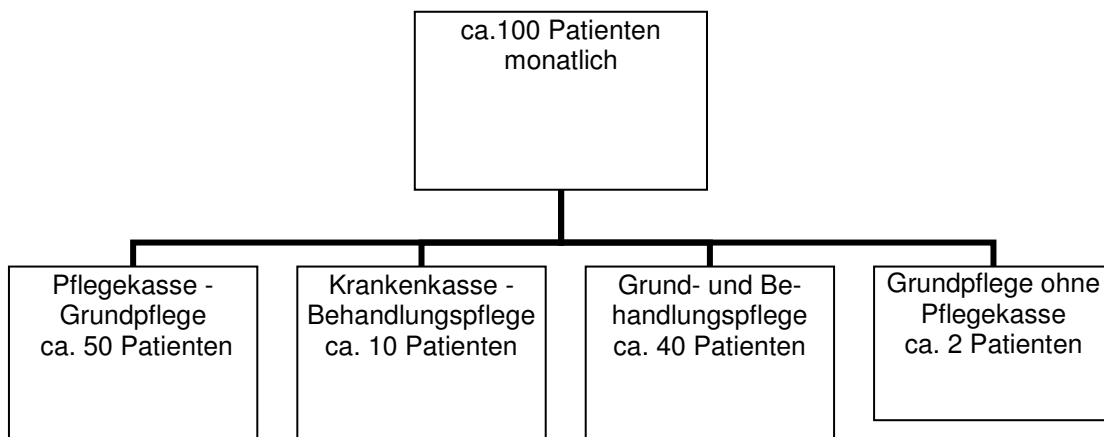 ca.100 Patienten
monatlich
Pflegekasse -
Grundpflege
ca. 50 Patienten
Krankenkasse -
Behandlungspflege
ca. 10 Patienten
Grund- und Be-
handlungspflege
ca. 40 Patienten
Grundpflege ohne
Pflegekasse
ca. 2 Patienten